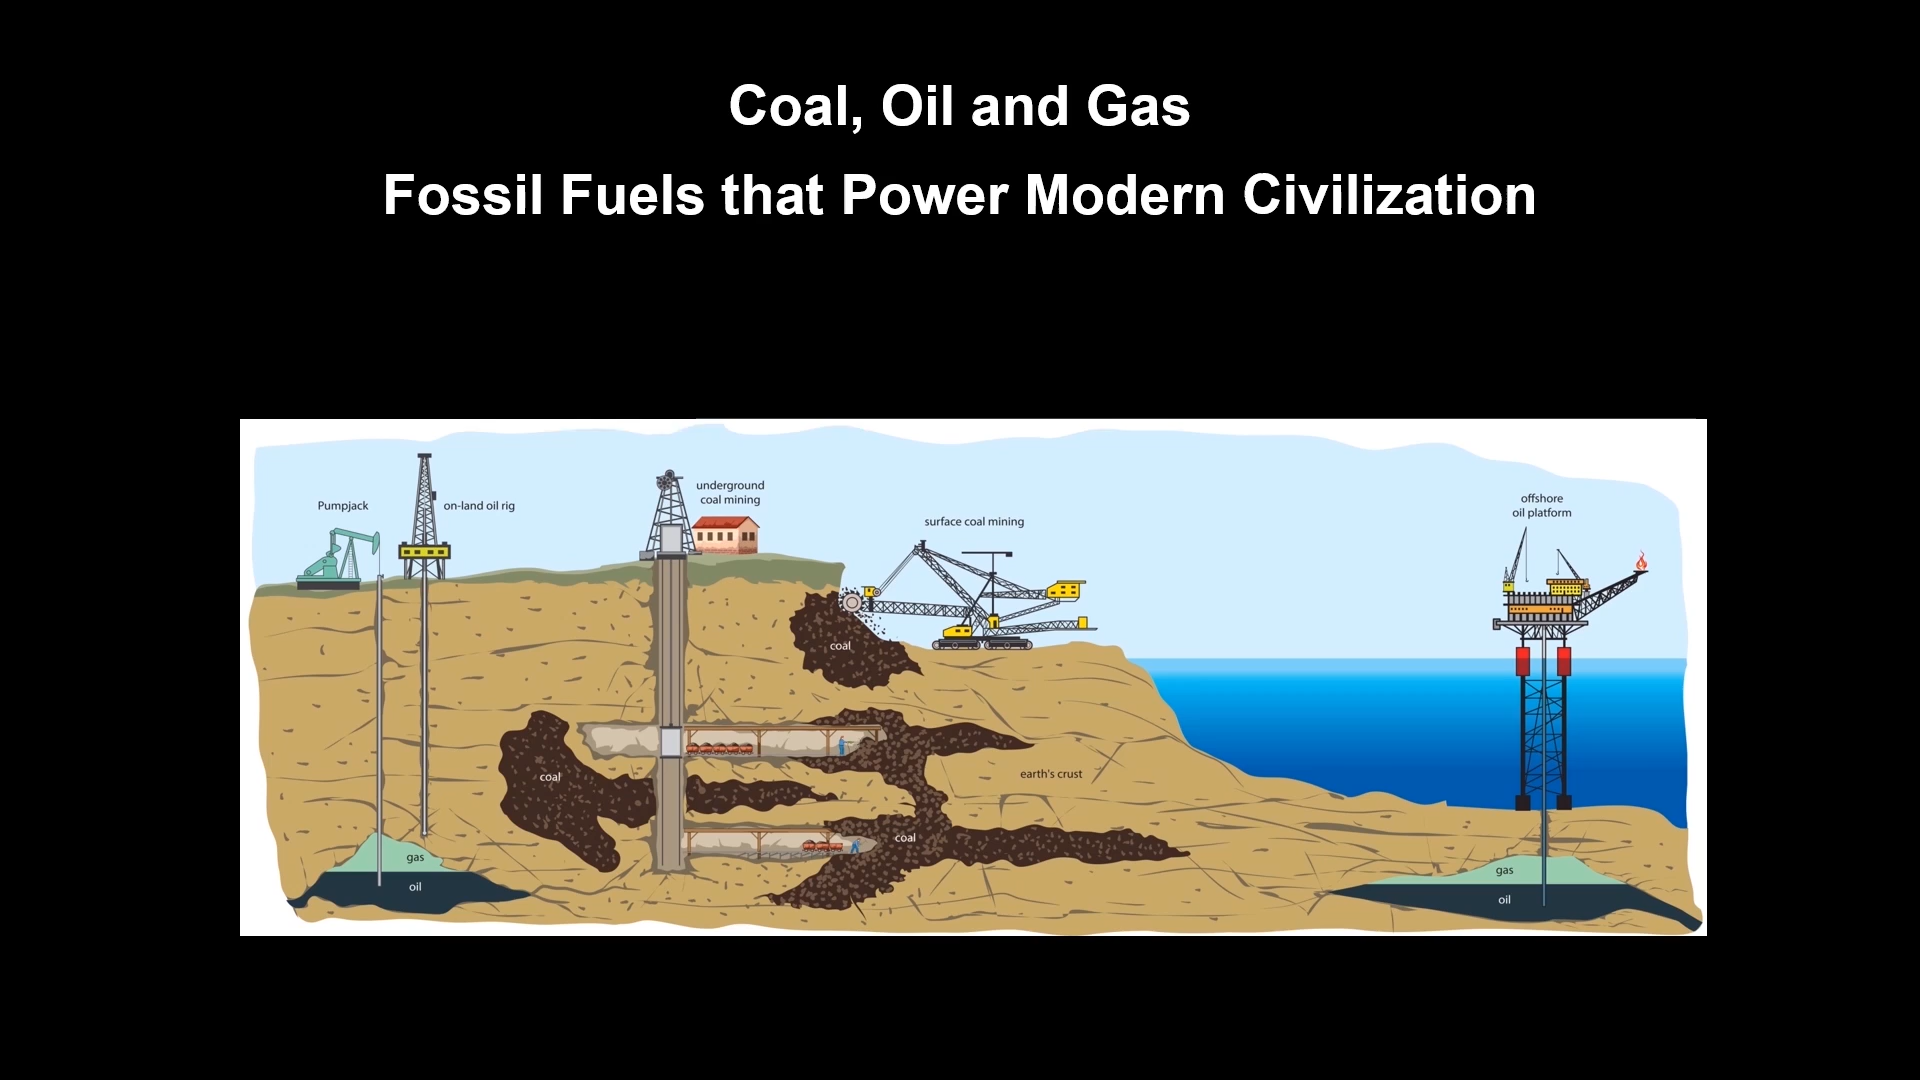 Coal, Oil and Gas
Fossil Fuels that Power Modern Civilization
Pumpjack
on-land oil rig
underground
coal mining
surface coal mining
offshore
oil platform
coal
coal
earth's crust
coal
gas
oil
gas
oil